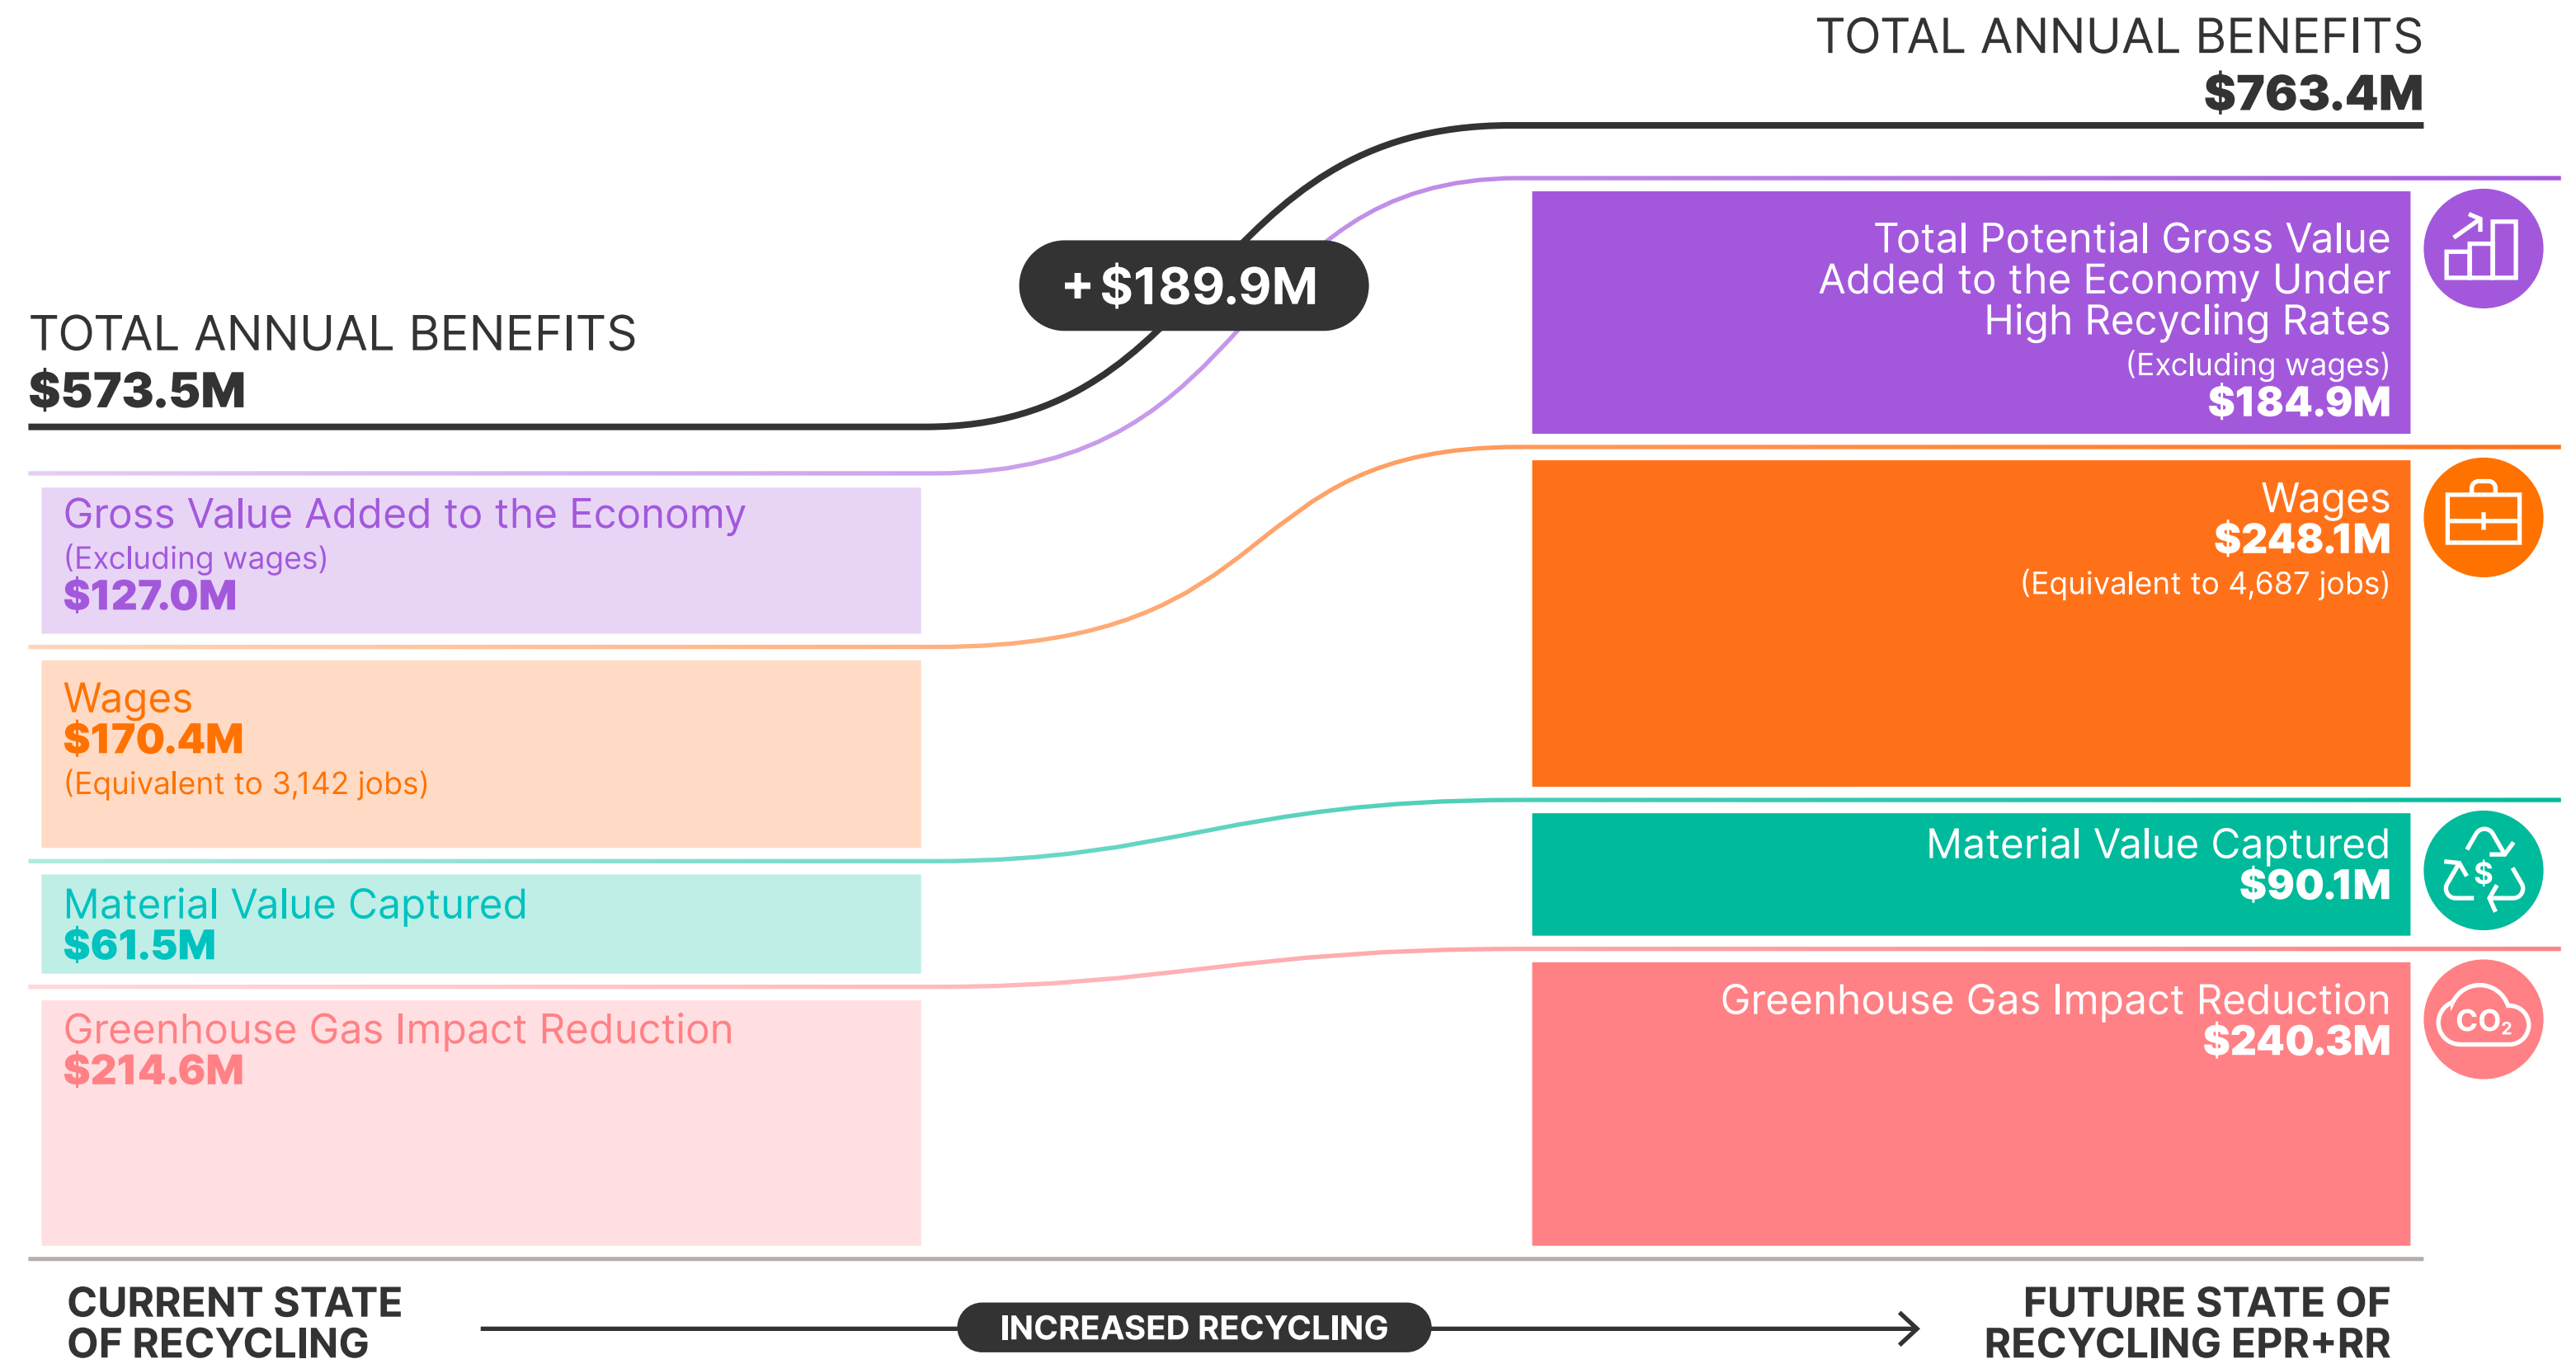 TOTAL ANNUAL BENEFITS
$763.4M
+$189.9M
TOTAL ANNUAL BENEFITS
$573.5M
Gross Value Added to the Economy
(Excluding wages)
$127.0M
Wages
$170.4M
(Equivalent to 3,142 jobs)
Material Value Captured
$61.5M
Greenhouse Gas Impact Reduction
$214.6M
Total Potential Gross Value
Added to the Economy Under
High Recycling Rates
(Excluding wages)
$184.9M
Wages
$248.1M
(Equivalent to 4,687 jobs)
Material Value Captured
$90.1M
$
Greenhouse Gas Impact Reduction
$240.3M
CO₂
CURRENT STATE
OF RECYCLING
INCREASED RECYCLING
FUTURE STATE OF
RECYCLING EPR+RR